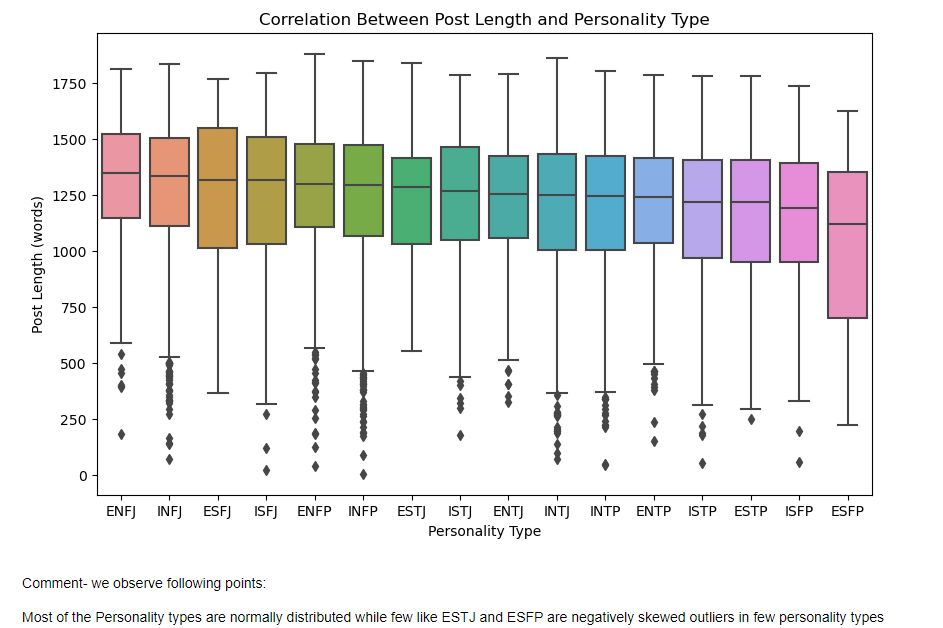 Correlation Between Post Length and Personality Type
1750
1500
1250
1000
750
500
250
0
Post Length (words)
ENFJ INFJ ESFJ ISFJ ENFP INFP ESTJ ISTJ ENTJ INTJ INTP ENTP ISTP ESTP ISFP ESFP
Personality Type
Comment- we observe following points:
Most of the Personality types are normally distributed while few like ESTJ and ESFP are negatively skewed outliers in few personality types